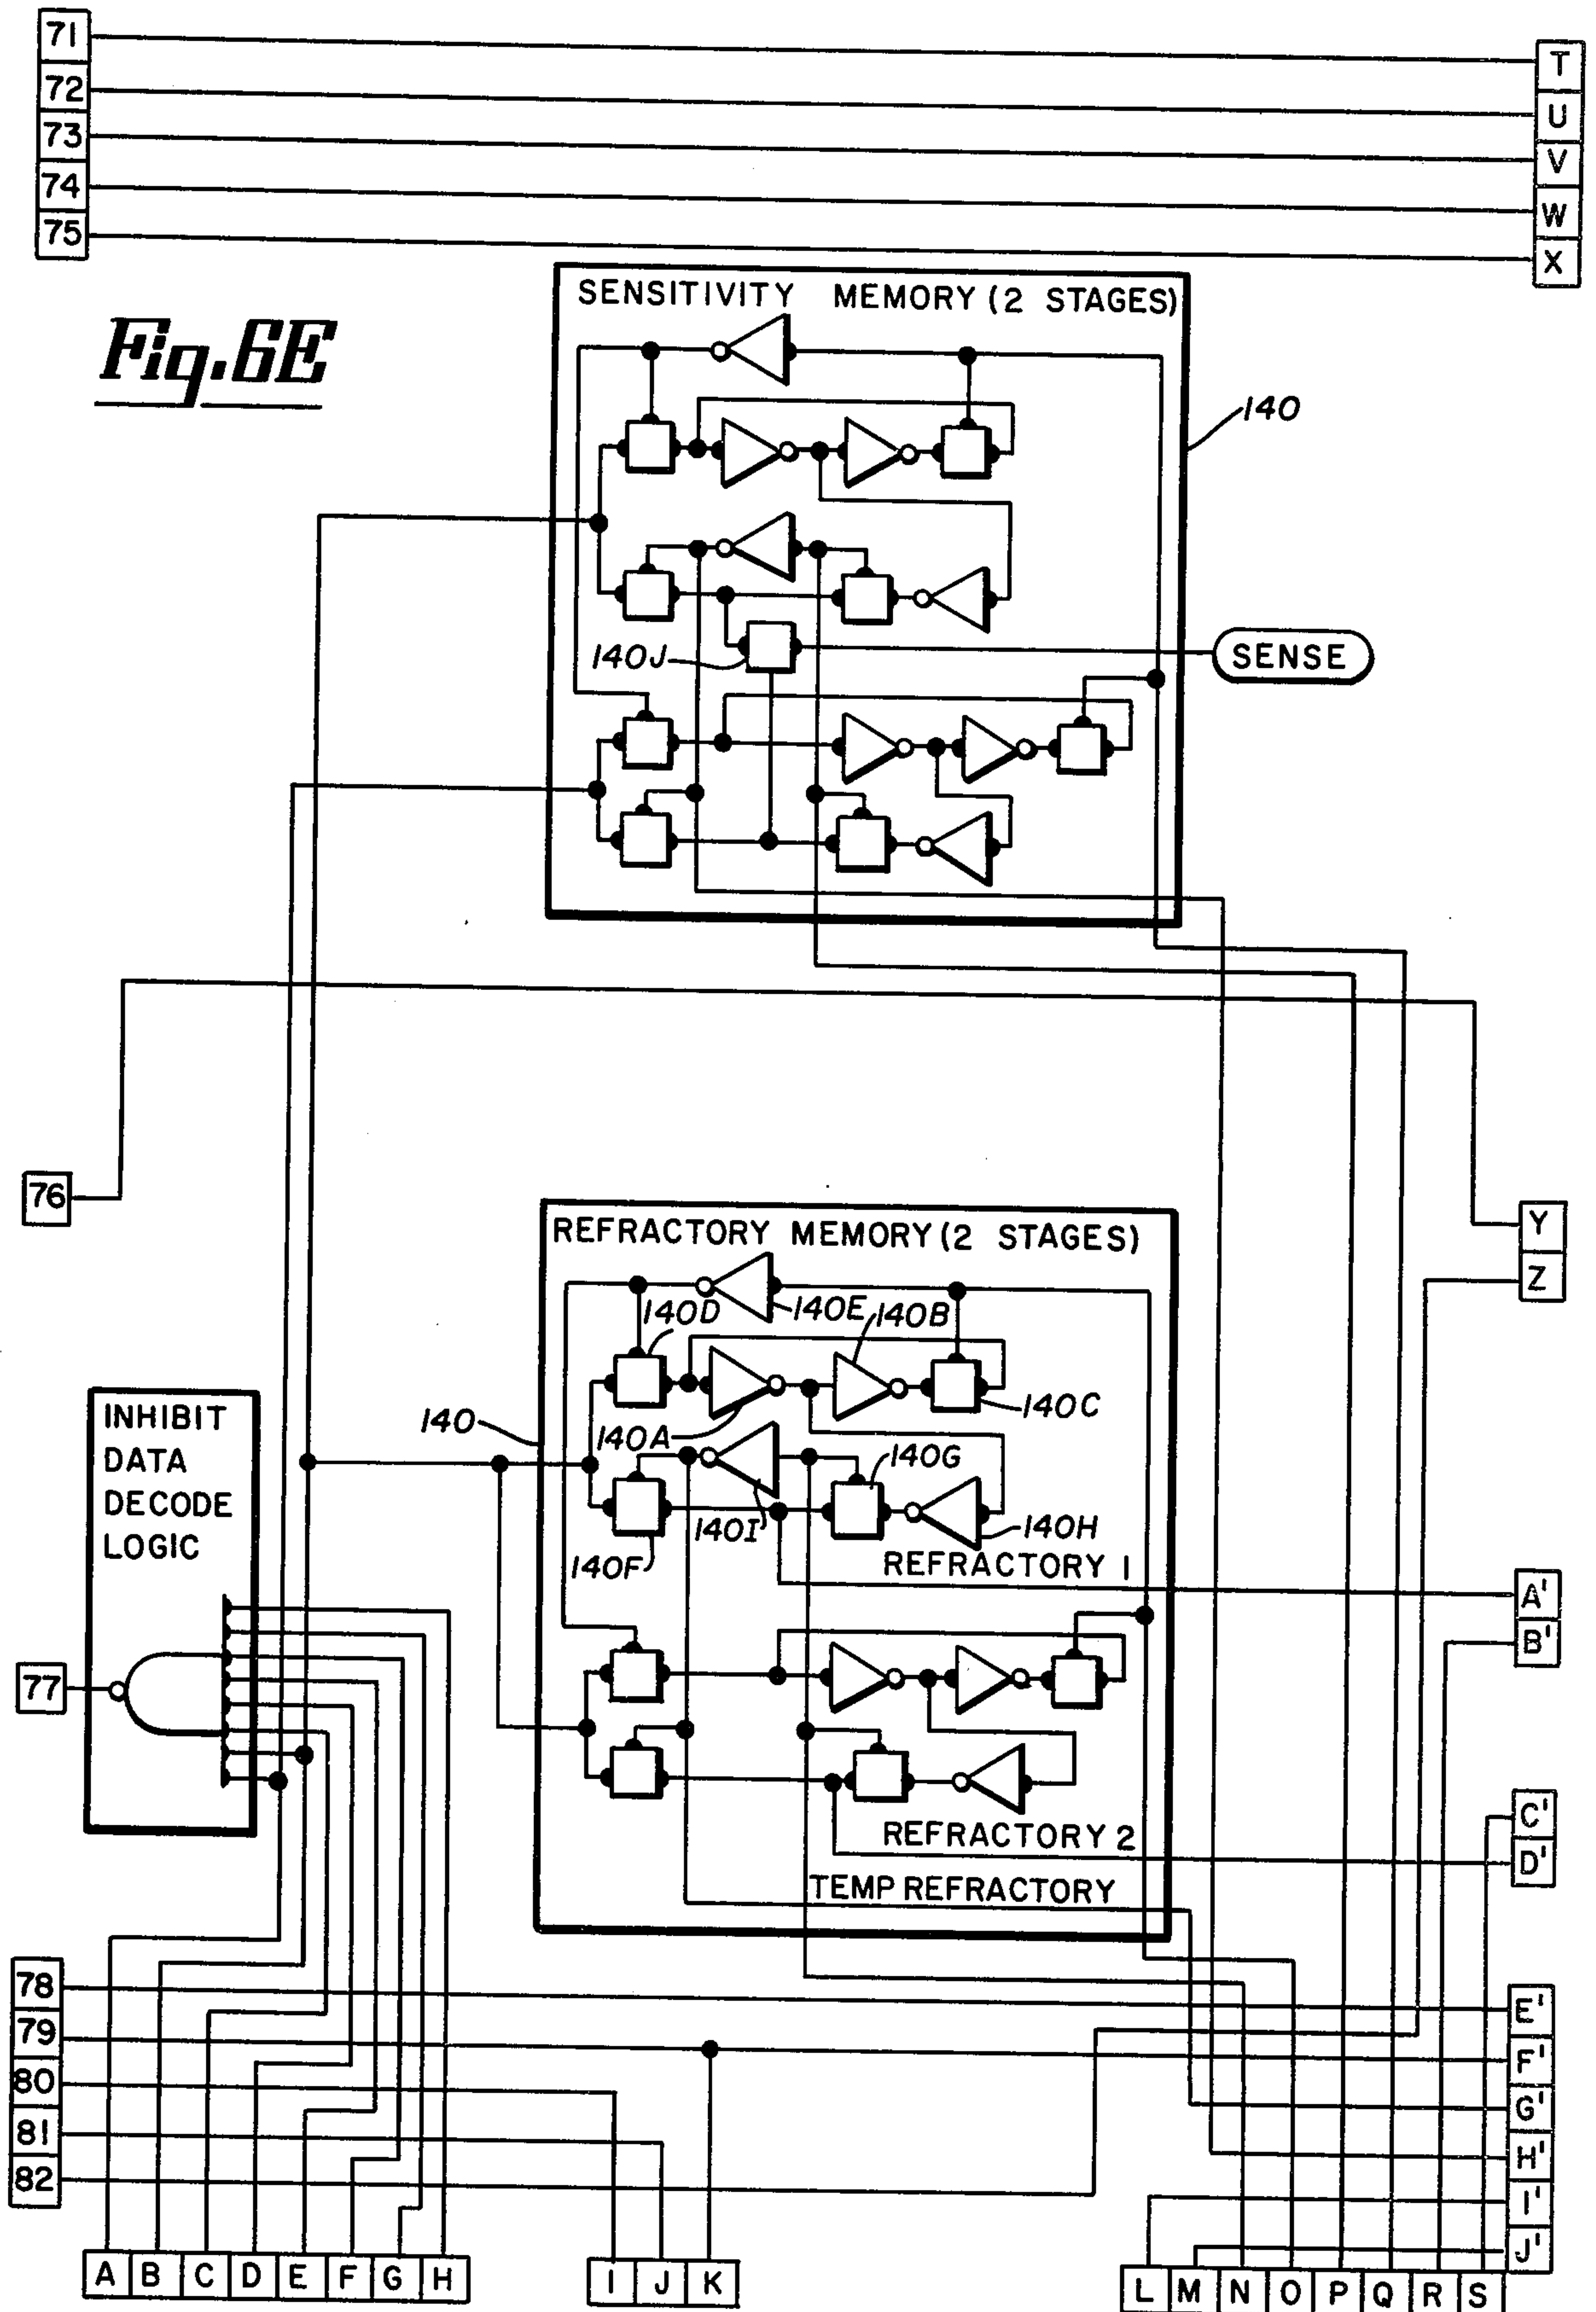 71
T
72
U
73
V
74
W
75
X
Fig.6E
SENSITIVITY MEMORY (2 STAGES)
140
140J
SENSE
76
Y
Z
REFRACTORY MEMORY (2 STAGES)
140D
140E
140B
140C
140
140A
140G
140I
140H
140F
REFRACTORY 1
INHIBIT
DATA
DECODE
LOGIC
A'
B'
77
C'
D'
REFRACTORY 2
TEMP REFRACTORY
78
79
80
81
82
E'
F'
G'
H'
I'
J'
A B C D E F G H
I J K
L M N O P Q R S